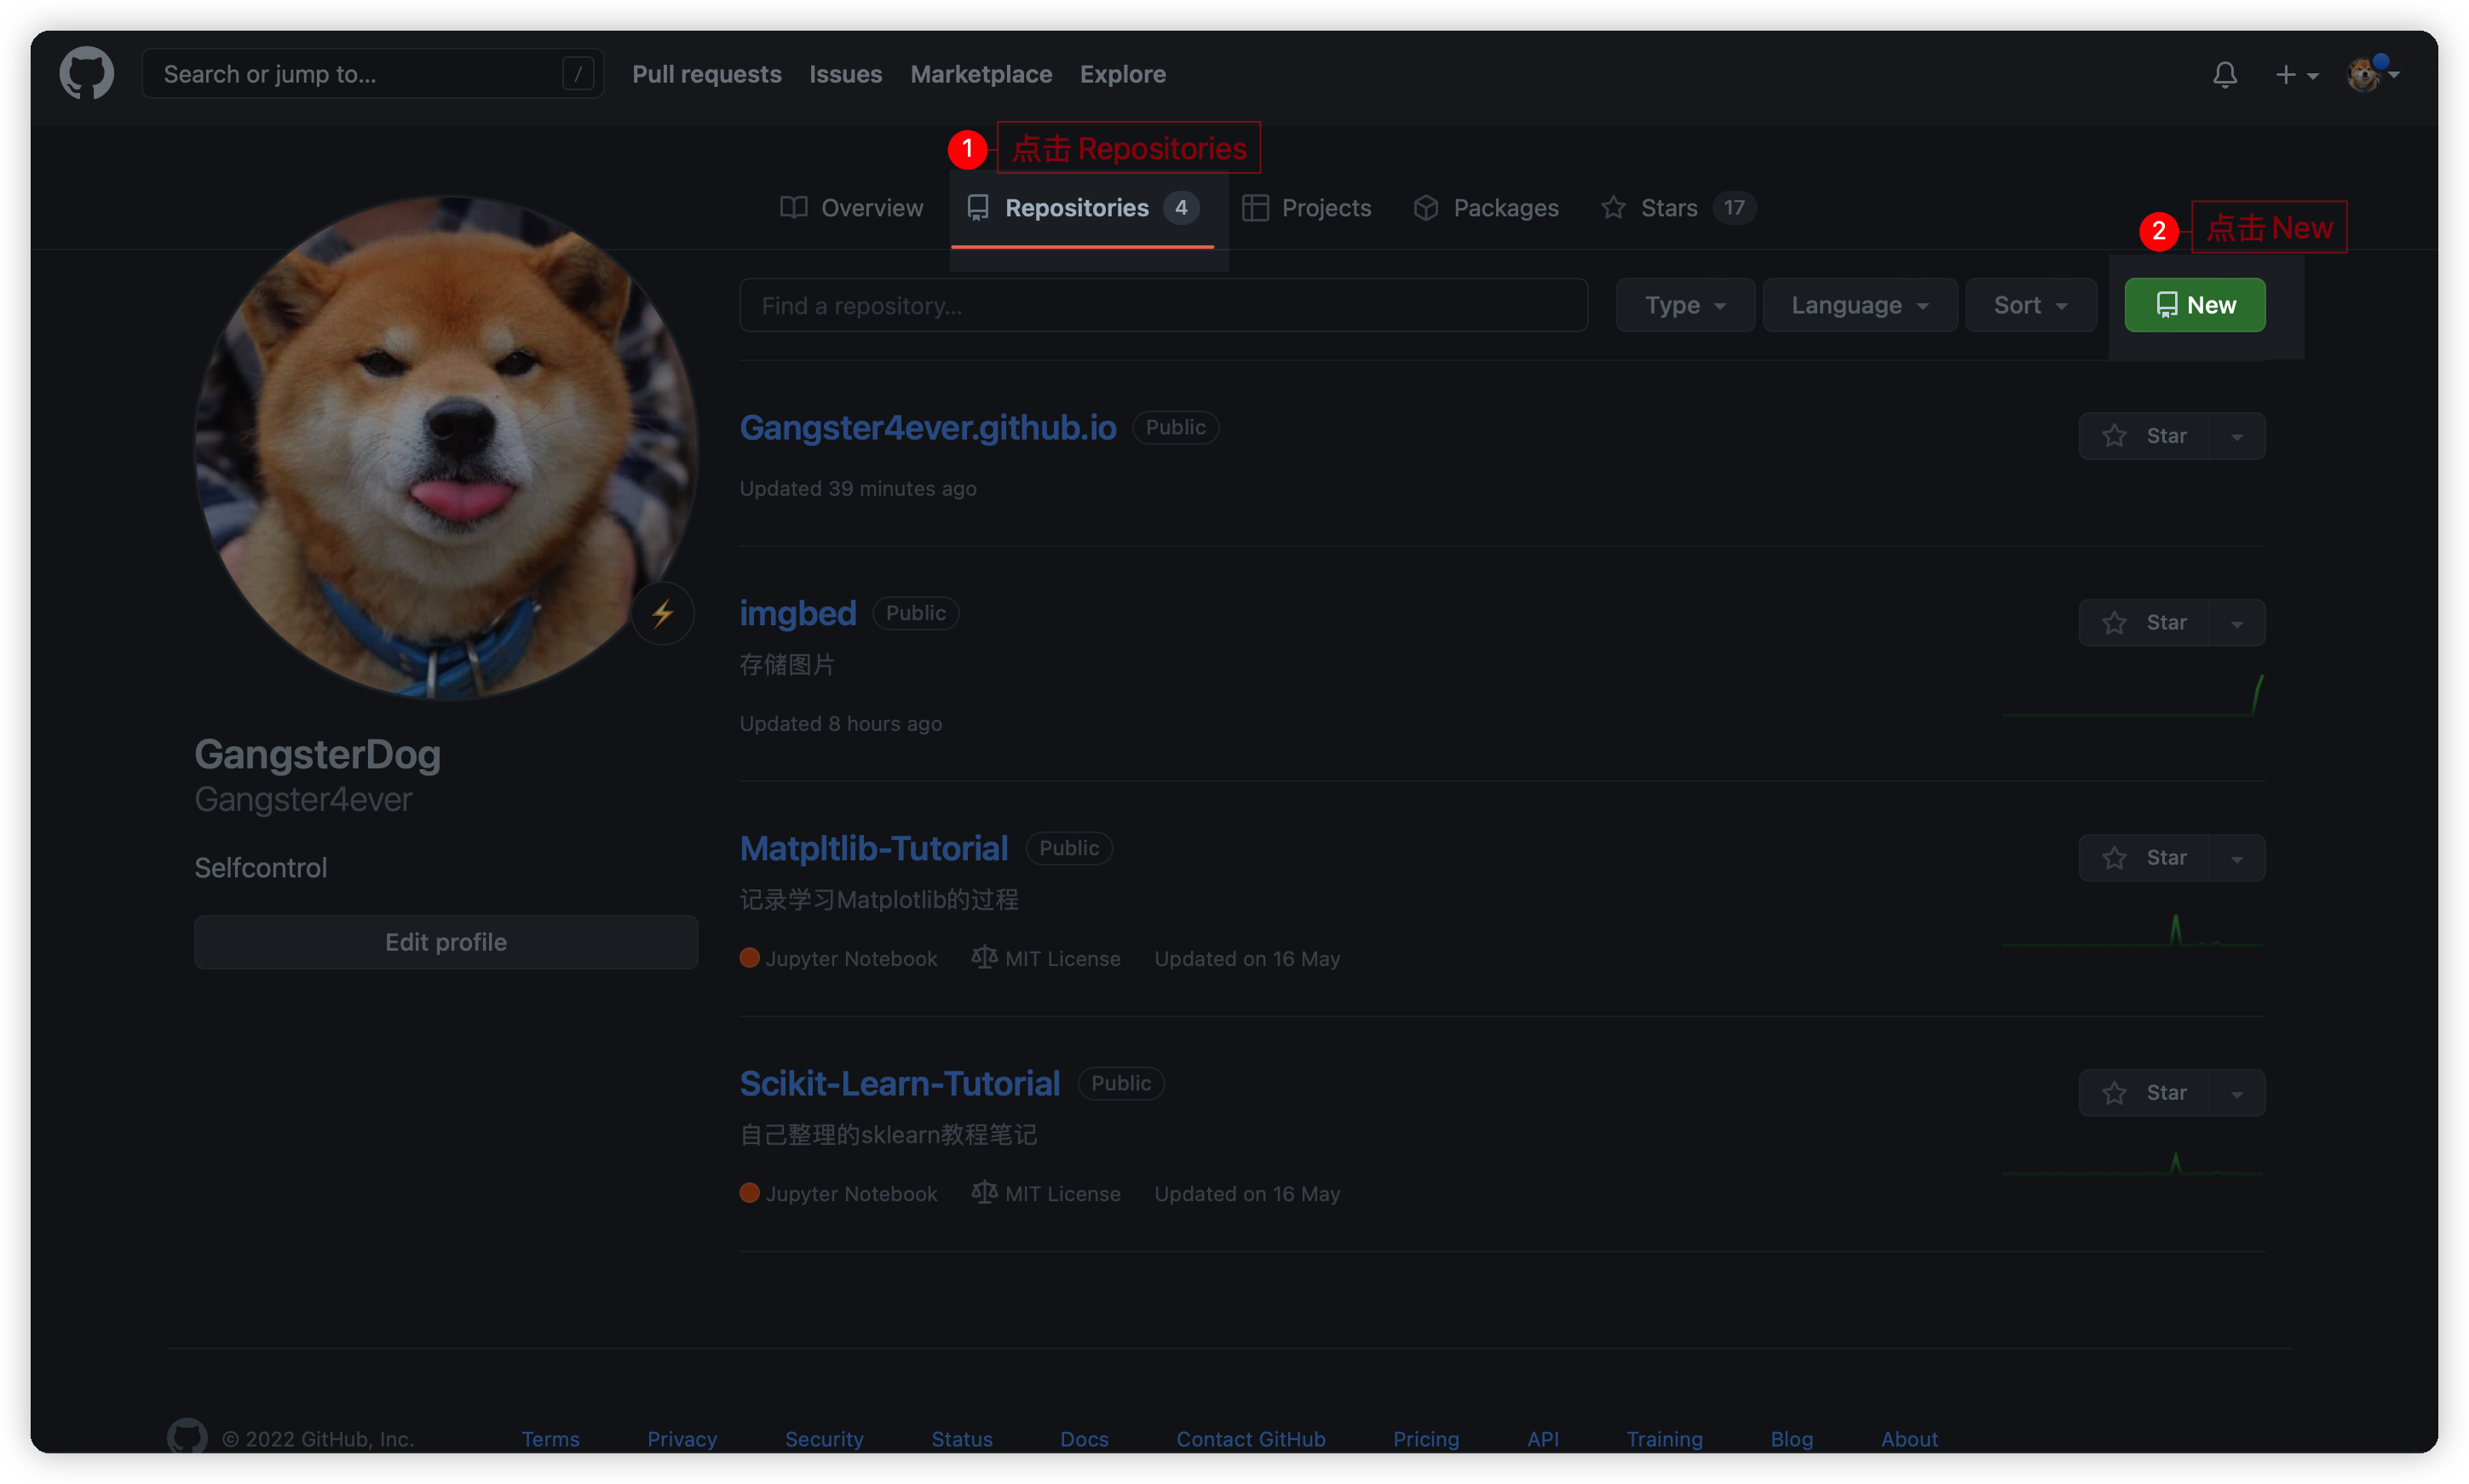 Search or jump to... / Pull requests Issues Marketplace Explore
1 点击 Repositories
Overview Repositories 4 Projects Packages Stars 17
2 点击 New
Find a repository... Type Language Sort New
Gangster4ever.github.io Public
Star
Updated 39 minutes ago
imgbed Public
Star
存储图片
Updated 8 hours ago
GangsterDog
Gangster4ever
Selfcontrol
Edit profile
Matpltlib-Tutorial Public
Star
记录学习Matplotlib的过程
Jupyter Notebook MIT License Updated on 16 May
Scikit-Learn-Tutorial Public
Star
自己整理的sklearn教程笔记
Jupyter Notebook MIT License Updated on 16 May
© 2022 GitHub, Inc. Terms Privacy Security Status Docs Contact GitHub Pricing API Training Blog About